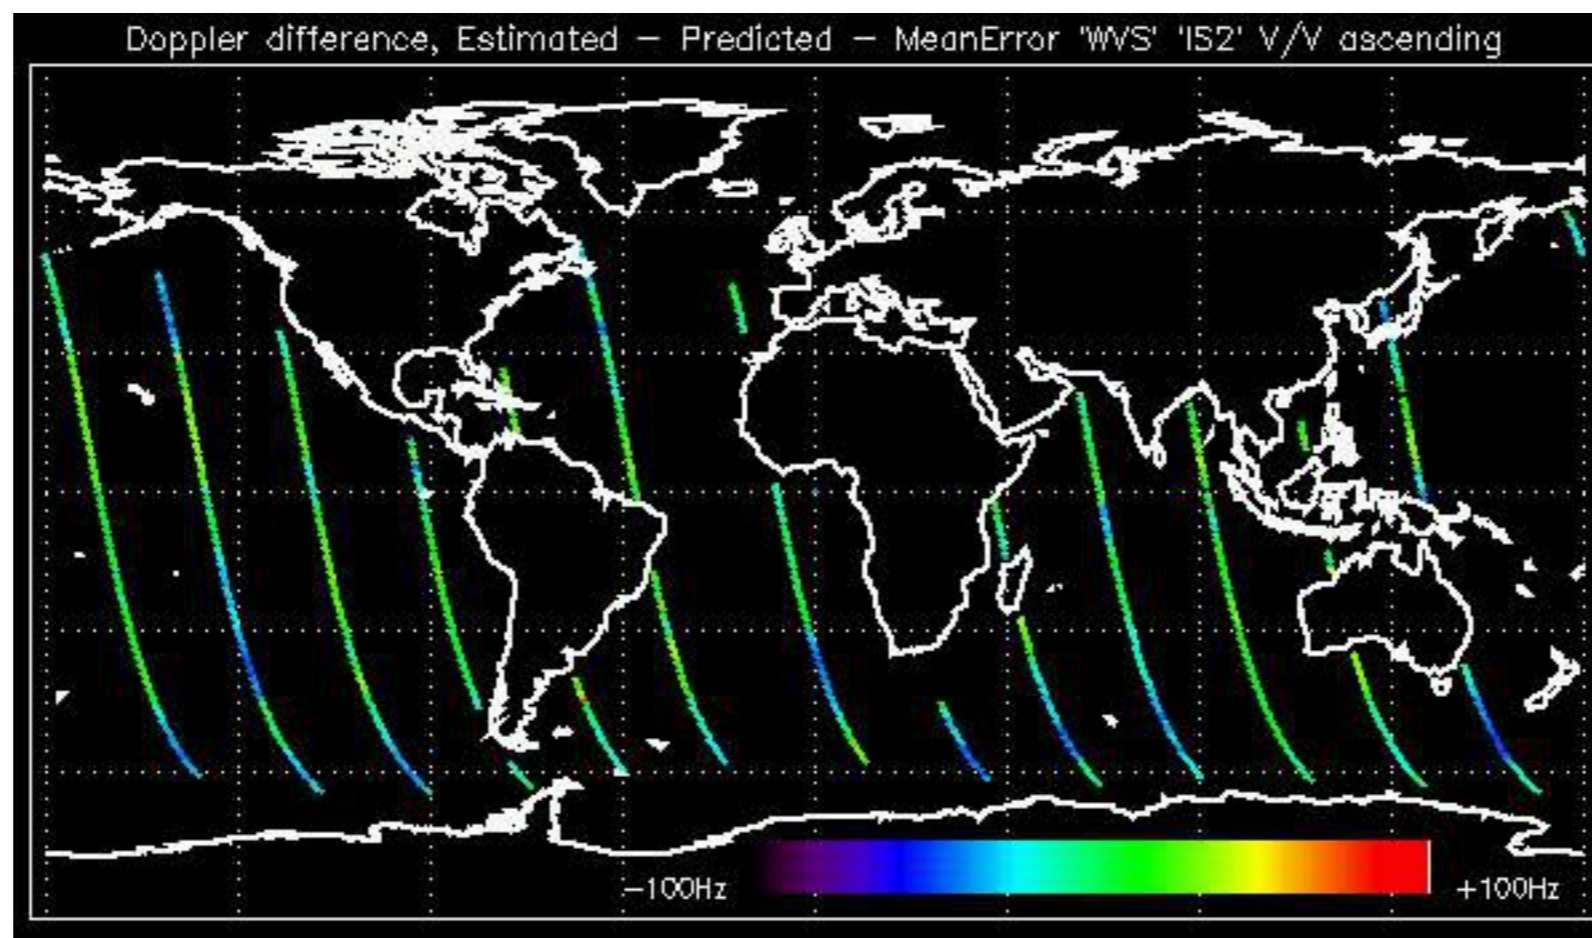 Doppler difference, Estimated – Predicted – MeanError 'WVS' 'IS2' V/V ascending
–100Hz
+100Hz